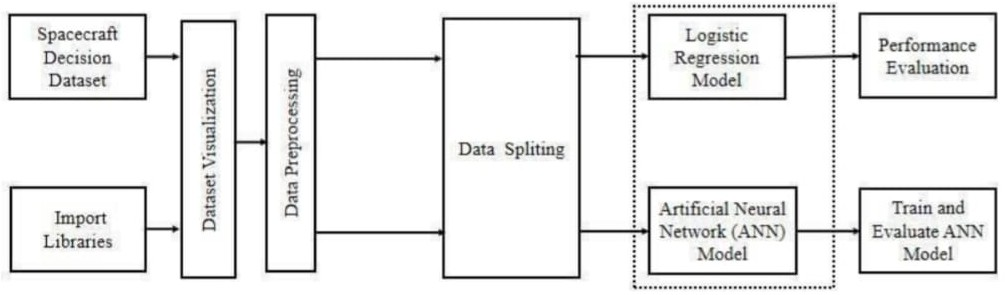 Spacecraft
Decision
Dataset
Import
Libraries
Dataset Visualization
Data Preprocessing
Data Spliting
Logistic
Regression
Model
Artificial Neural
Network (ANN)
Model
Performance
Evaluation
Train and
Evaluate ANN
Model